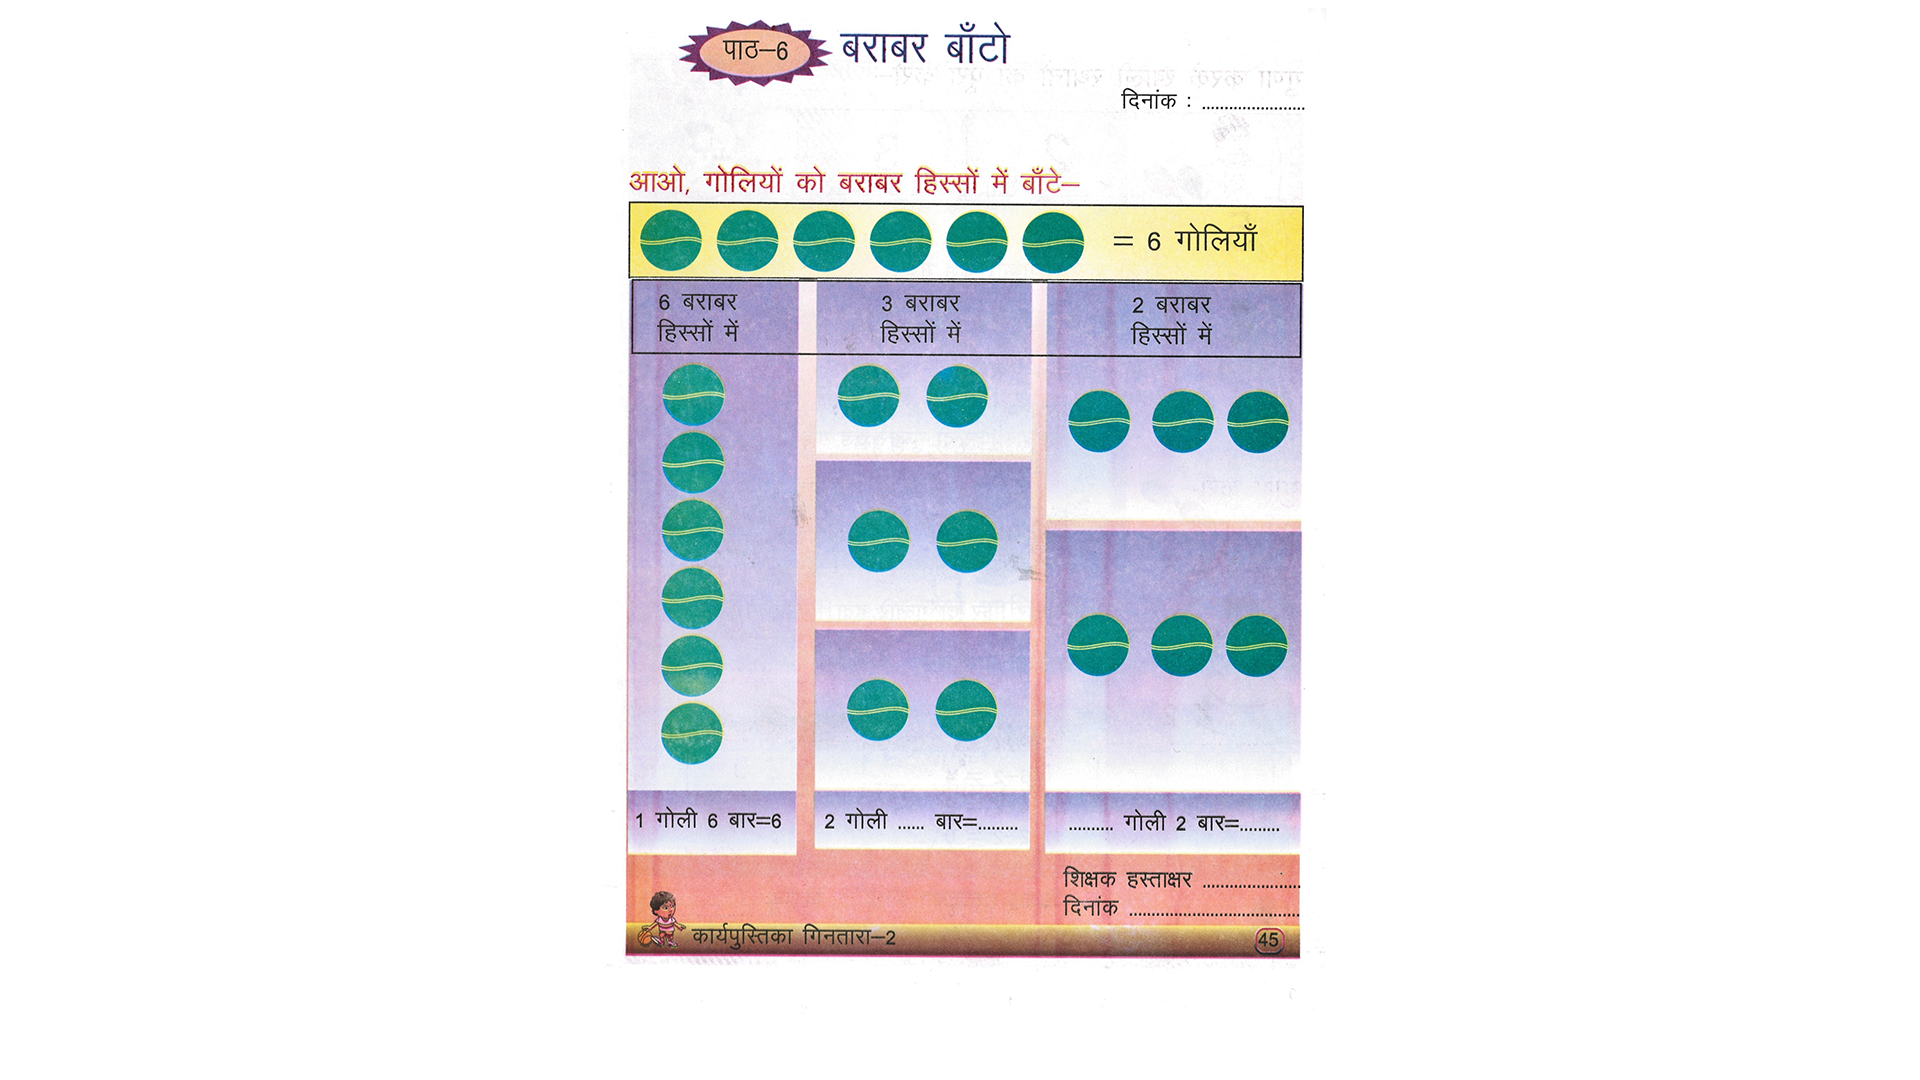 पाठ–6 बराबर बाँटो
दिनांक : .......................
आओ, गोलियों को बराबर हिस्सों में बाँटे–
= 6 गोलियाँ
6 बराबर
हिस्सों में
3 बराबर
हिस्सों में
2 बराबर
हिस्सों में
1 गोली 6 बार=6
2 गोली ...... बार=.........
.......... गोली 2 बार=.........
शिक्षक हस्ताक्षर ......................
दिनांक ......................................
कार्यपुस्तिका गिनतारा–2
45